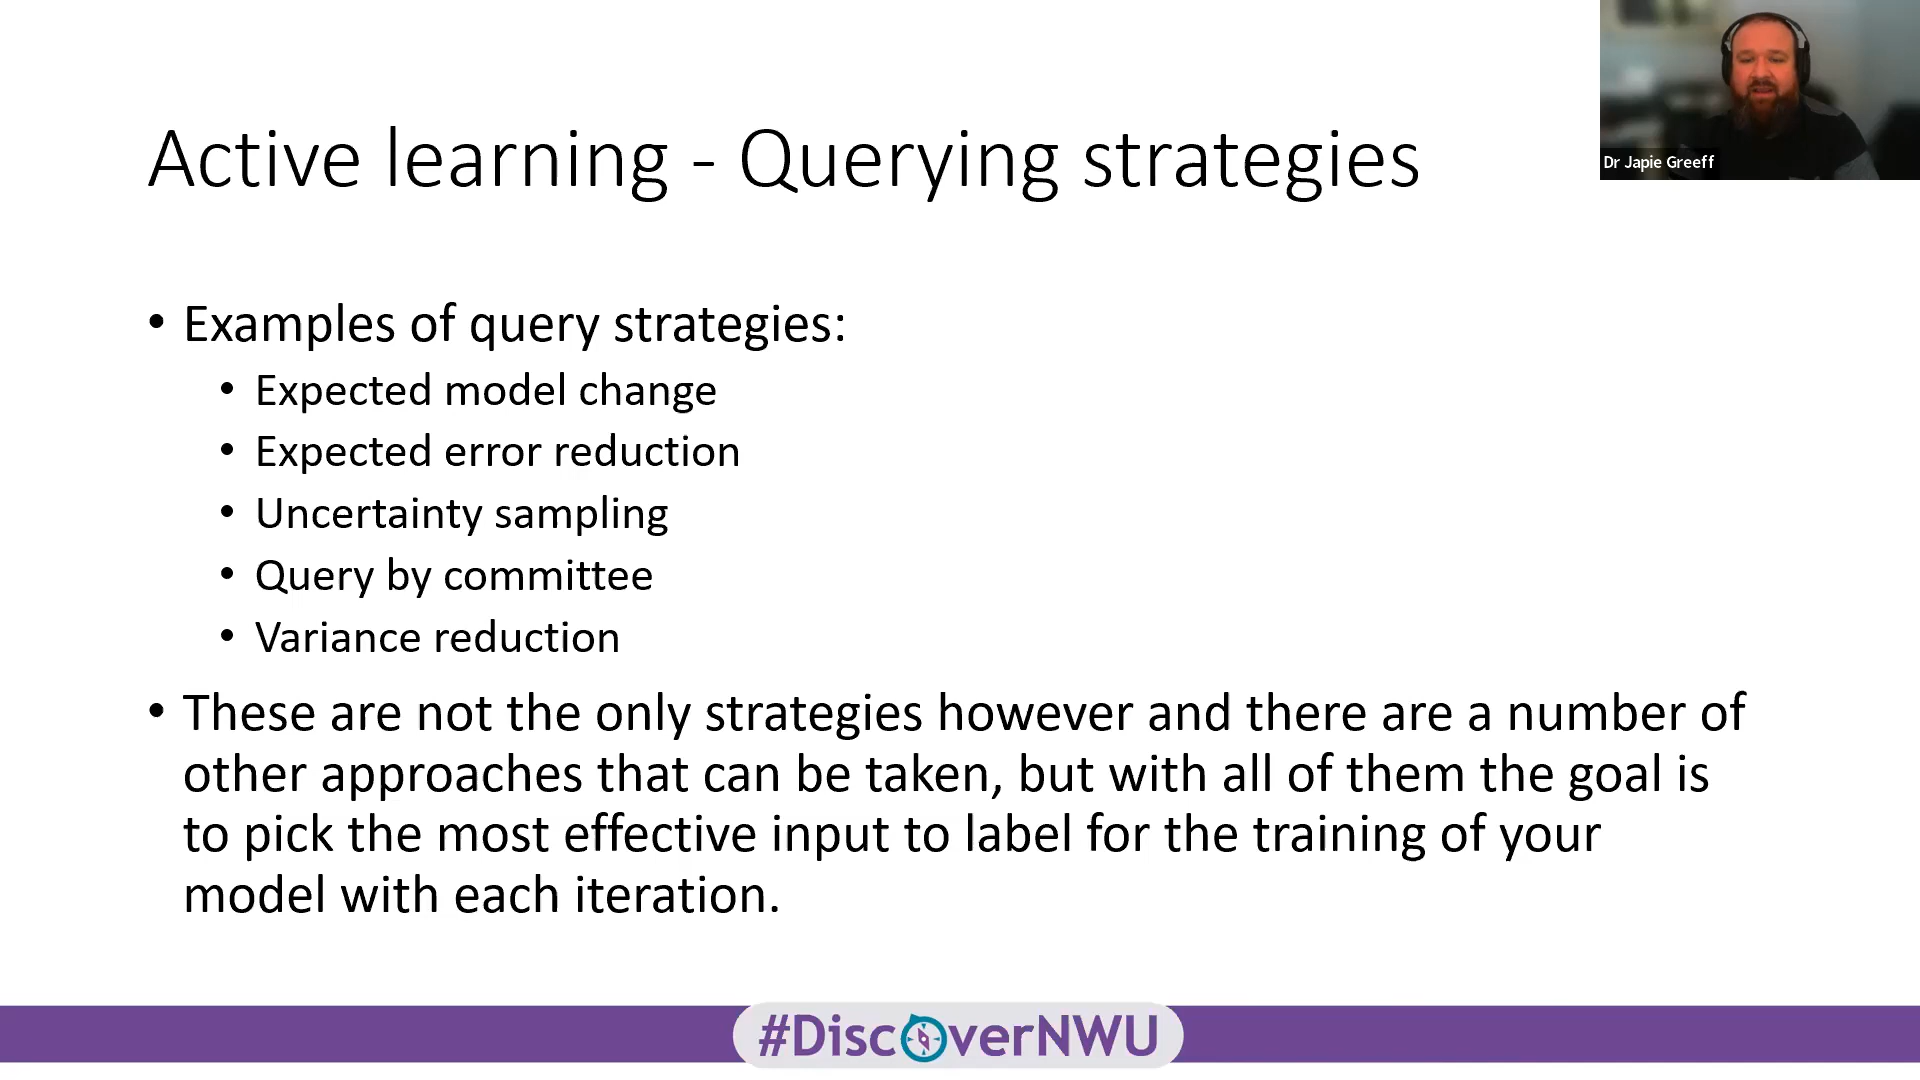 Dr Japie Greeff
Active learning - Querying strategies
• Examples of query strategies:
• Expected model change
• Expected error reduction
• Uncertainty sampling
• Query by committee
• Variance reduction
• These are not the only strategies however and there are a number of
other approaches that can be taken, but with all of them the goal is
to pick the most effective input to label for the training of your
model with each iteration.
#DiscoverNWU